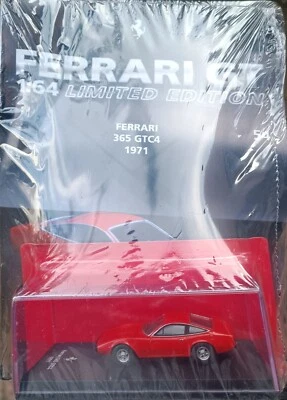 FERRARI GT
1:64 LIMITED EDITION
FERRARI
365 GTC4
1971